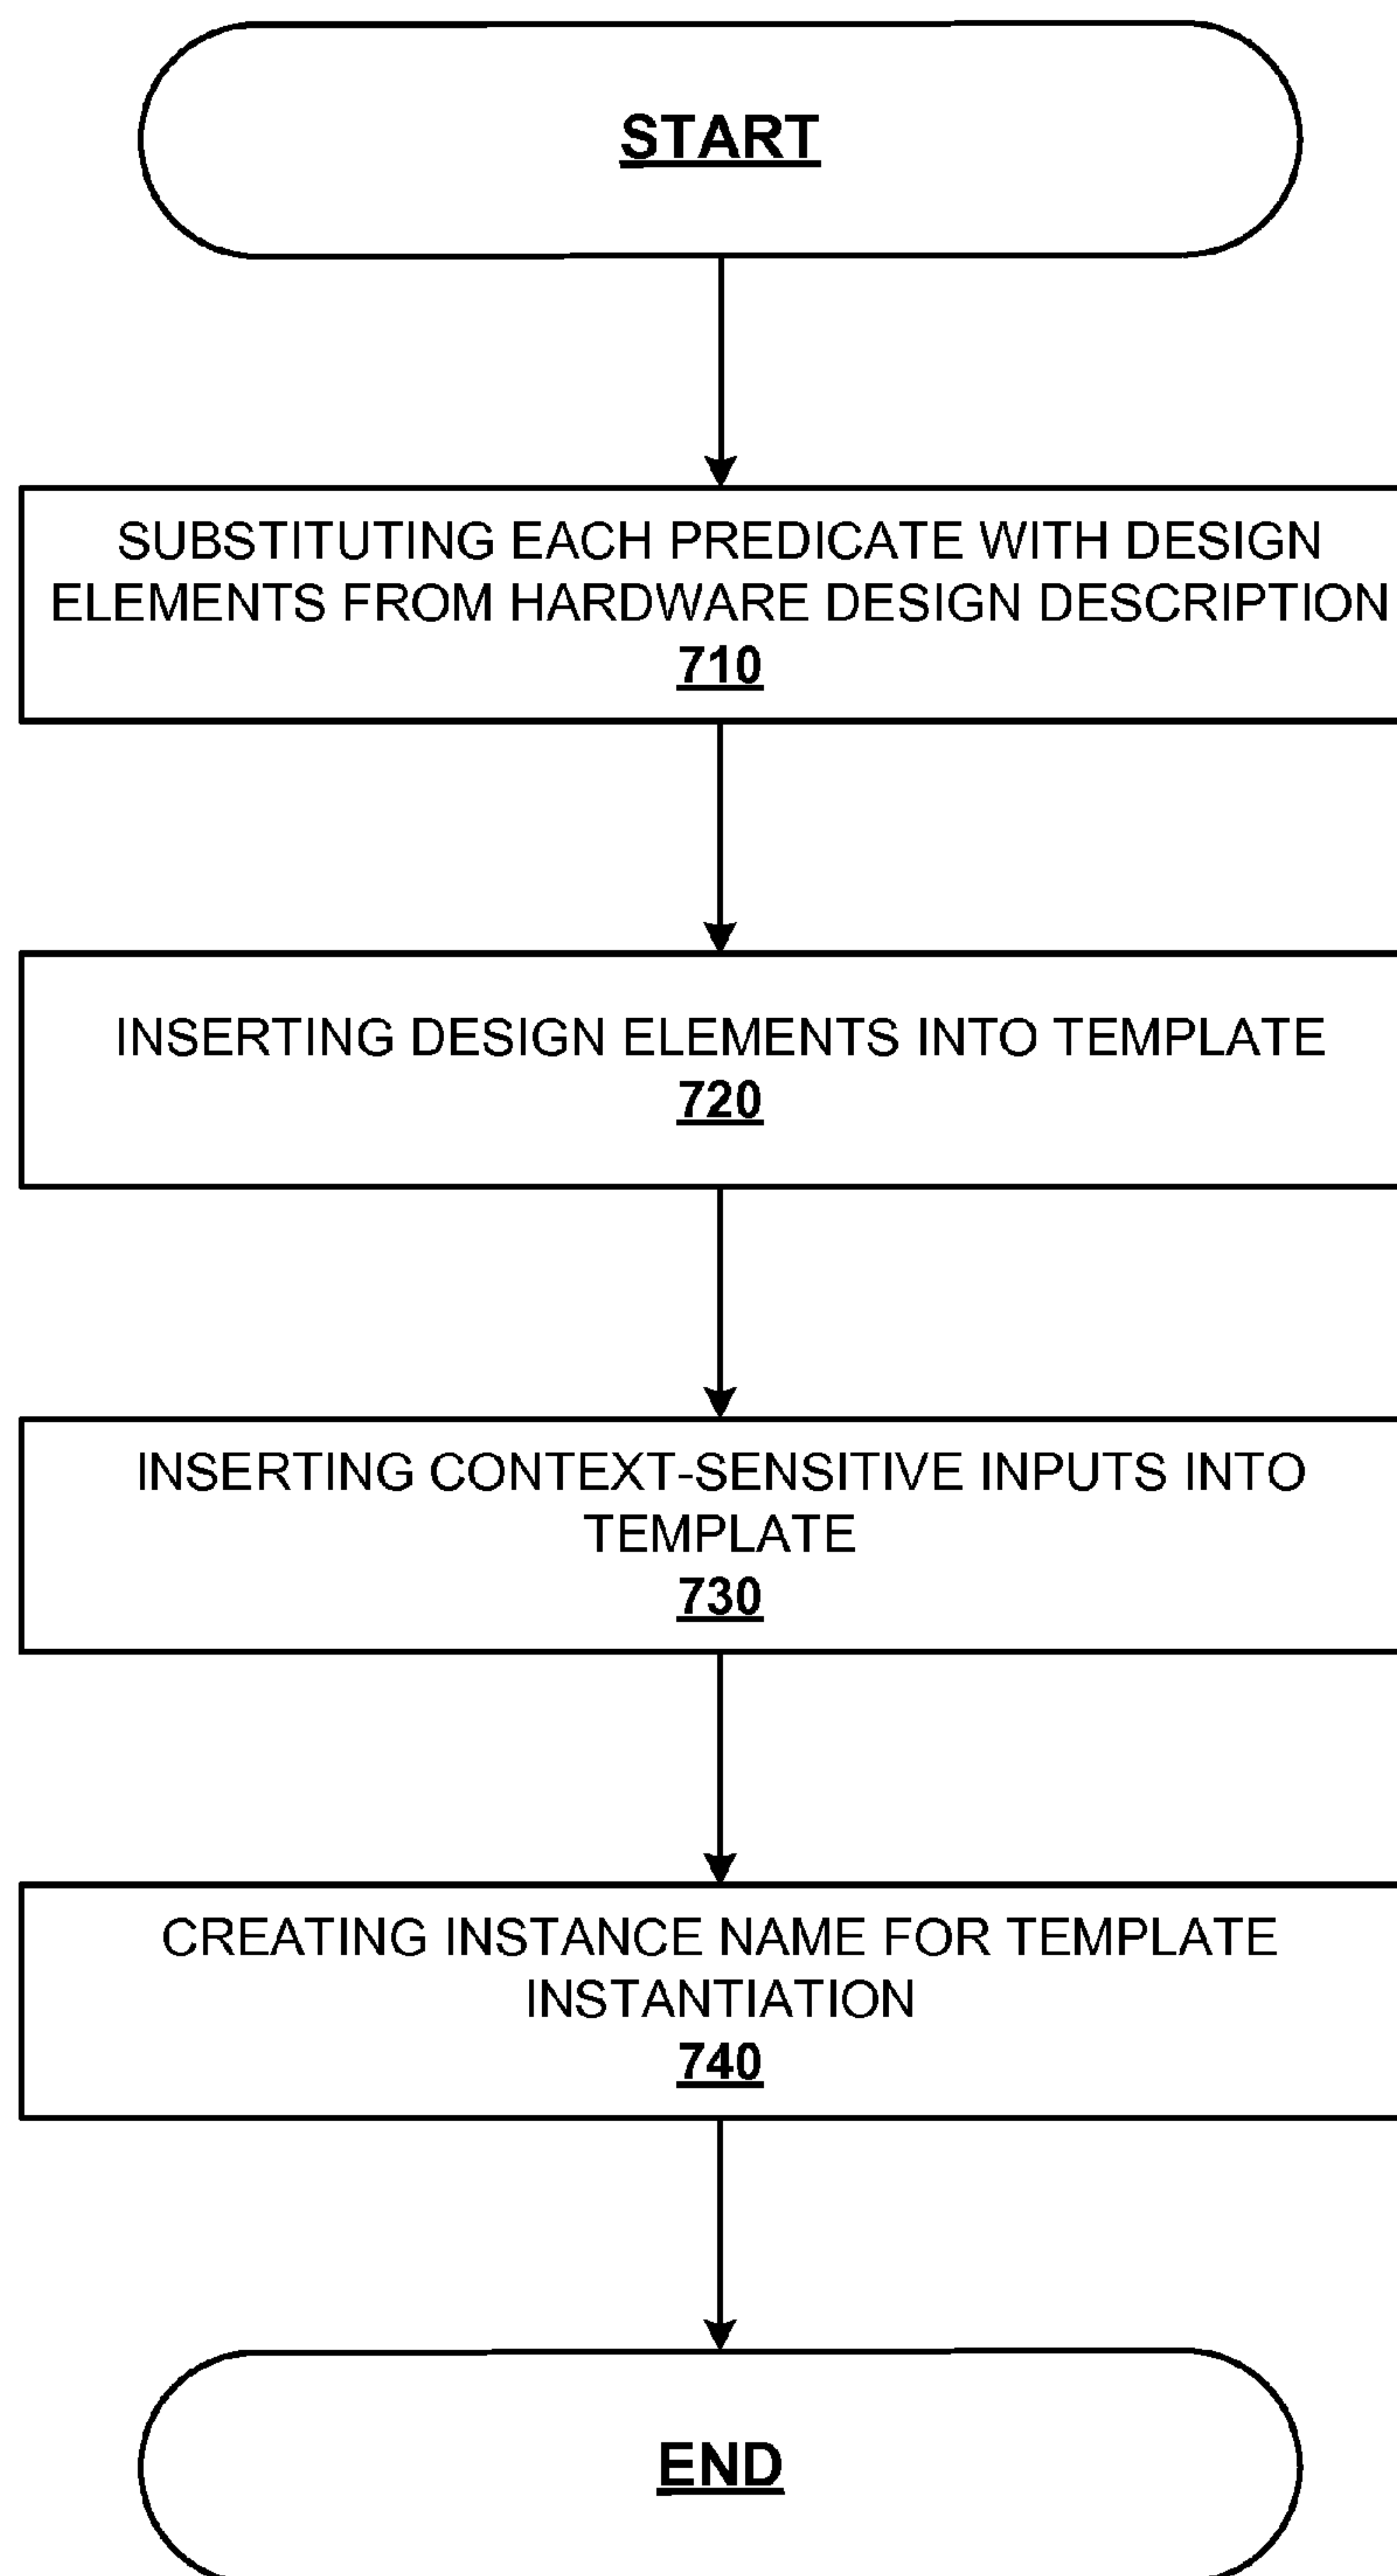 START
SUBSTITUTING EACH PREDICATE WITH DESIGN
ELEMENTS FROM HARDWARE DESIGN DESCRIPTION
710
INSERTING DESIGN ELEMENTS INTO TEMPLATE
720
INSERTING CONTEXT-SENSITIVE INPUTS INTO
TEMPLATE
730
CREATING INSTANCE NAME FOR TEMPLATE
INSTANTIATION
740
END